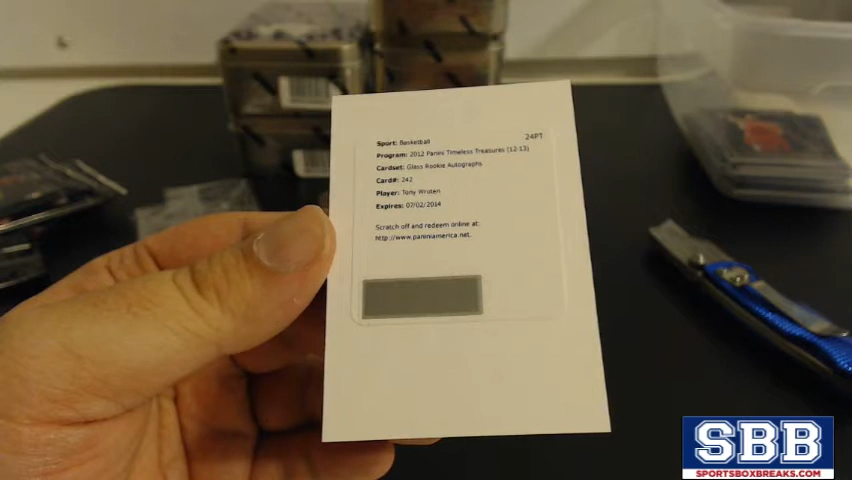 24PT
Sport: Basketball
Program: 2012 Panini Timeless Treasures (12-13)
Cardset: Glass Rookie Autographs
Card#: 242
Player: Tony Wroten
Expires: 07/02/2014
Scratch off and redeem online at:
http://www.paniniamerica.net.
SBB
SPORTSBOXBREAKS.COM